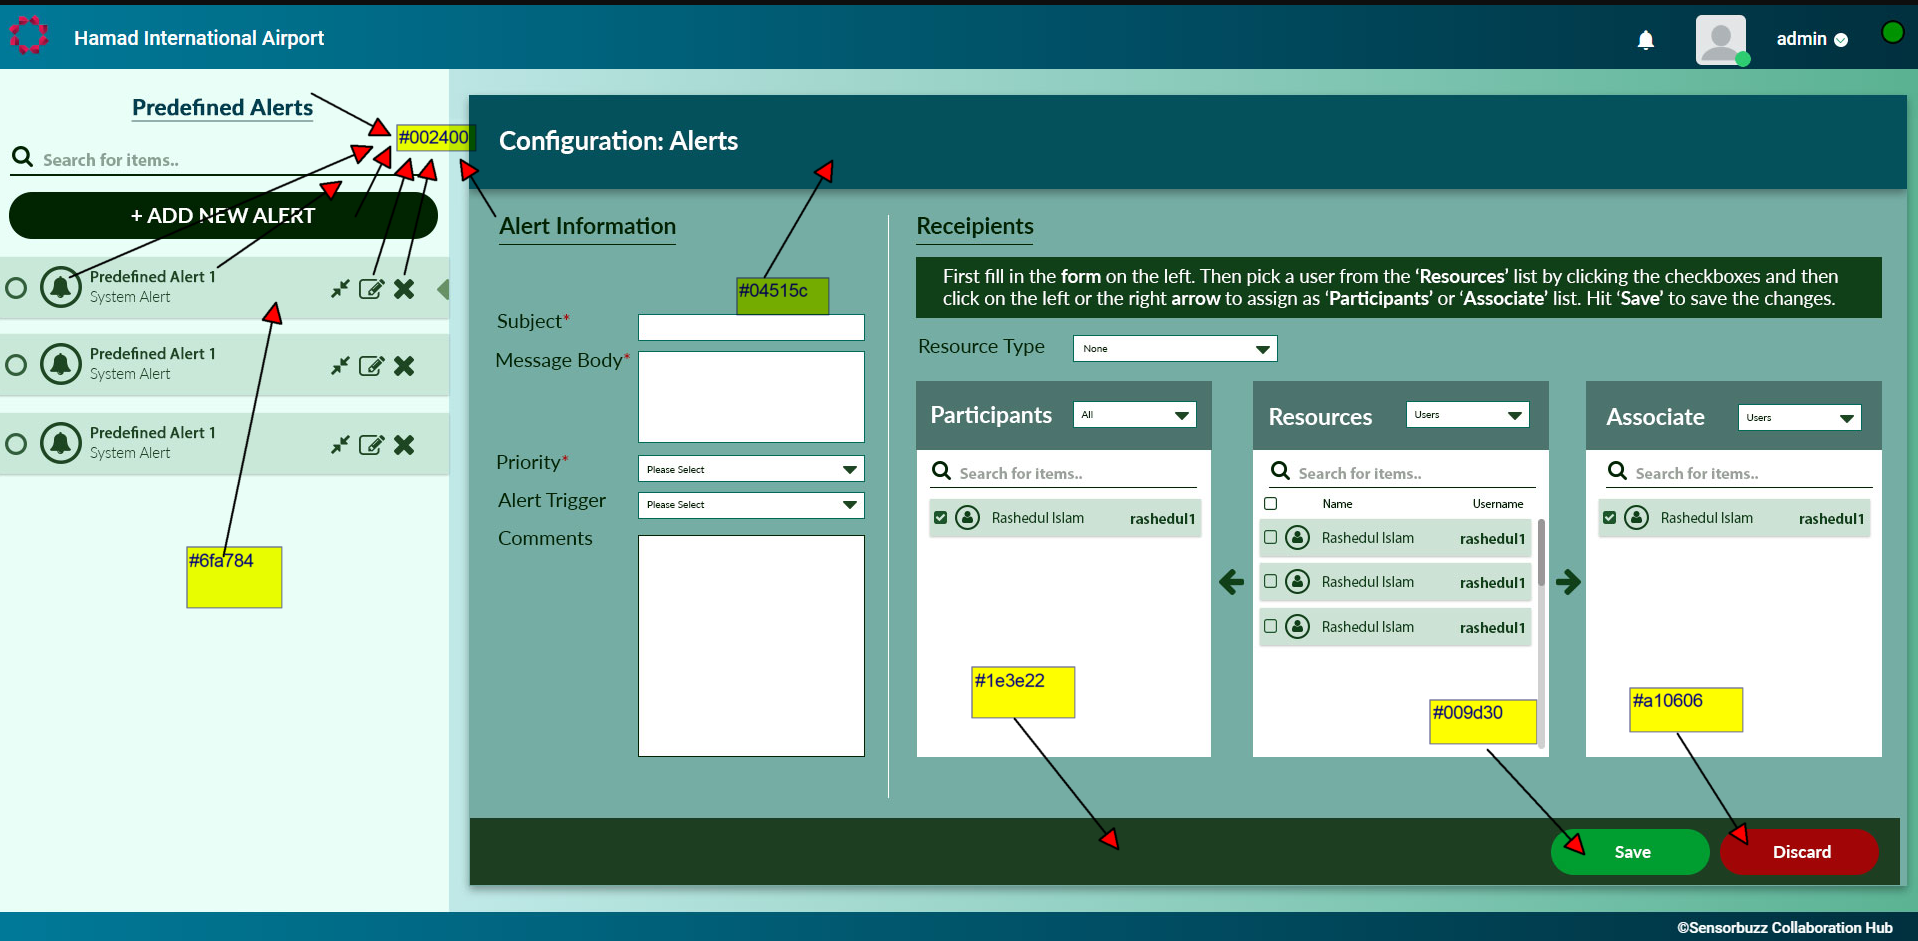 Hamad International Airport
admin
Predefined Alerts
#002400
Search for items..
+ ADD NEW ALERT
Predefined Alert 1
System Alert
Predefined Alert 1
System Alert
Predefined Alert 1
System Alert
#6fa784
Configuration: Alerts
Alert Information
#04515c
Subject*
Message Body*
Priority*
Please Select
Alert Trigger
Please Select
Comments
Receipients
First fill in the form on the left. Then pick a user from the ‘Resources’ list by clicking the checkboxes and then
click on the left or the right arrow to assign as ‘Participants’ or ‘Associate’ list. Hit ‘Save’ to save the changes.
Resource Type
None
Participants
All
Search for items..
Rashedul Islam rashedul1
#1e3e22
Resources
Users
Search for items..
Name Username
Rashedul Islam rashedul1
Rashedul Islam rashedul1
Rashedul Islam rashedul1
#009d30
Associate
Users
Search for items..
Rashedul Islam rashedul1
#a10606
Save
Discard
©Sensorbuzz Collaboration Hub